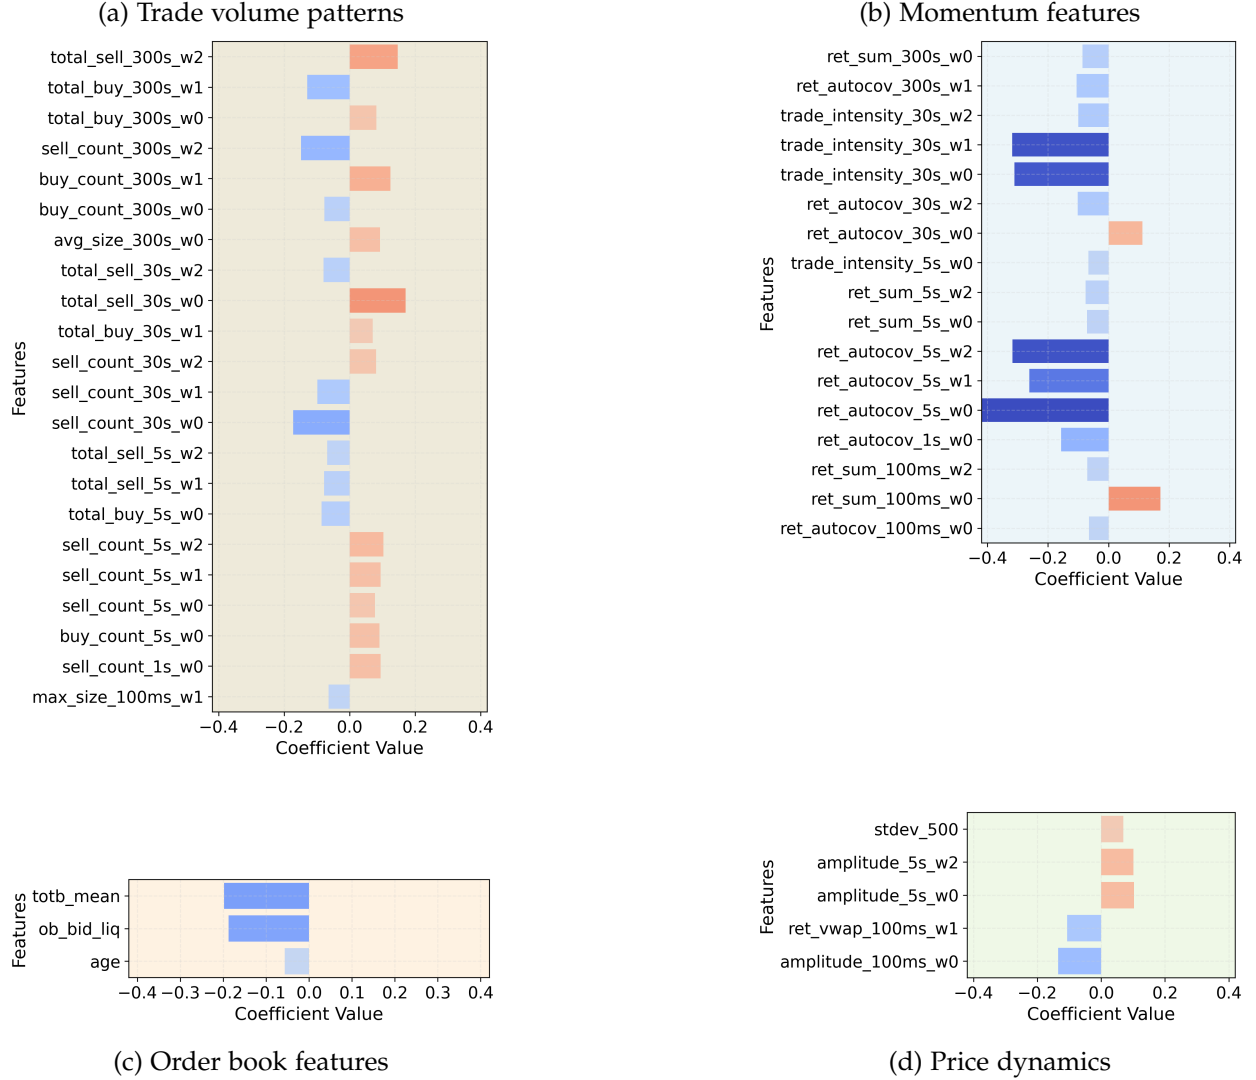 (a) Trade volume patterns
total_sell_300s_w2
total_buy_300s_w1
total_buy_300s_w0
sell_count_300s_w2
buy_count_300s_w1
buy_count_300s_w0
avg_size_300s_w0
total_sell_30s_w2
total_sell_30s_w0
total_buy_30s_w1
sell_count_30s_w2
sell_count_30s_w1
sell_count_30s_w0
total_sell_5s_w2
total_sell_5s_w1
total_buy_5s_w0
sell_count_5s_w2
sell_count_5s_w1
sell_count_5s_w0
buy_count_5s_w0
sell_count_1s_w0
max_size_100ms_w1
Features
−0.4 −0.2 0.0 0.2 0.4
Coefficient Value
(b) Momentum features
ret_sum_300s_w0
ret_autocov_300s_w1
trade_intensity_30s_w2
trade_intensity_30s_w1
trade_intensity_30s_w0
ret_autocov_30s_w2
ret_autocov_30s_w0
trade_intensity_5s_w0
ret_sum_5s_w2
ret_sum_5s_w0
ret_autocov_5s_w2
ret_autocov_5s_w1
ret_autocov_5s_w0
ret_autocov_1s_w0
ret_sum_100ms_w2
ret_sum_100ms_w0
ret_autocov_100ms_w0
Features
−0.4 −0.2 0.0 0.2 0.4
Coefficient Value
totb_mean
ob_bid_liq
age
Features
−0.4 −0.3 −0.2 −0.1 0.0 0.1 0.2 0.3 0.4
Coefficient Value
(c) Order book features
stdev_500
amplitude_5s_w2
amplitude_5s_w0
ret_vwap_100ms_w1
amplitude_100ms_w0
Features
−0.4 −0.2 0.0 0.2 0.4
Coefficient Value
(d) Price dynamics